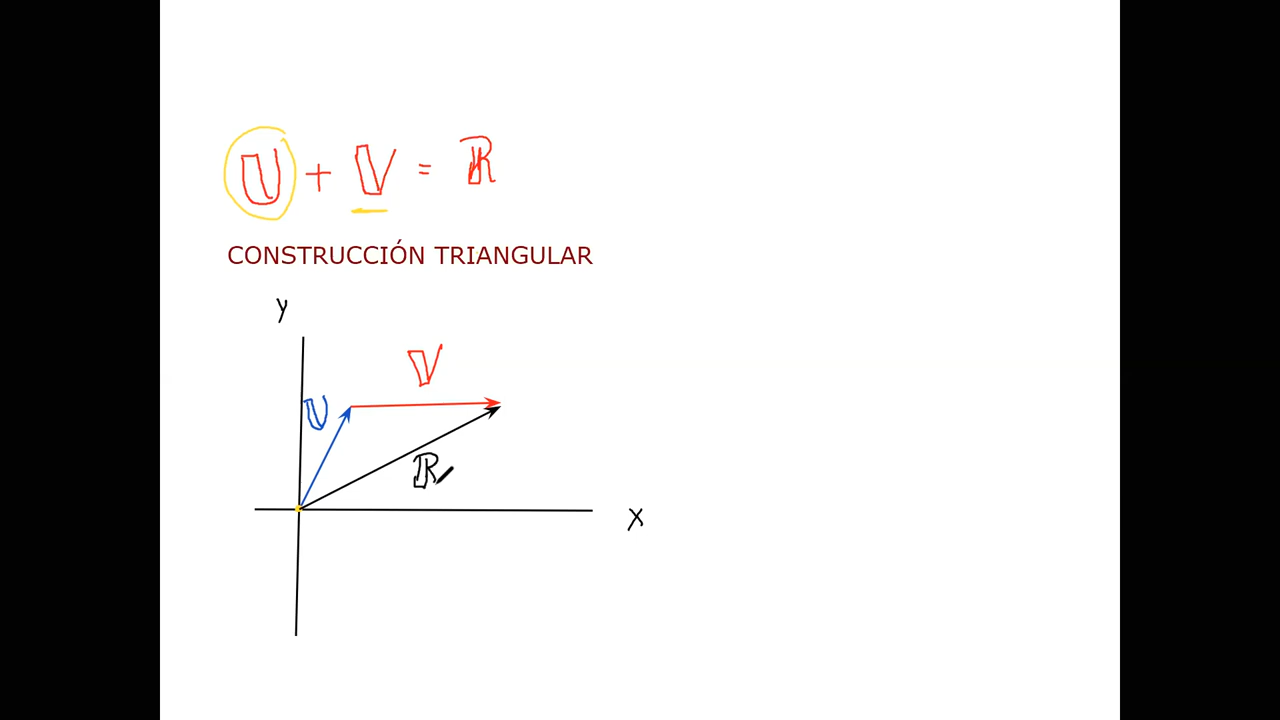 𝕌 + 𝕍 = ℝ
CONSTRUCCIÓN TRIANGULAR
y
𝕍
𝕌
ℝ
x